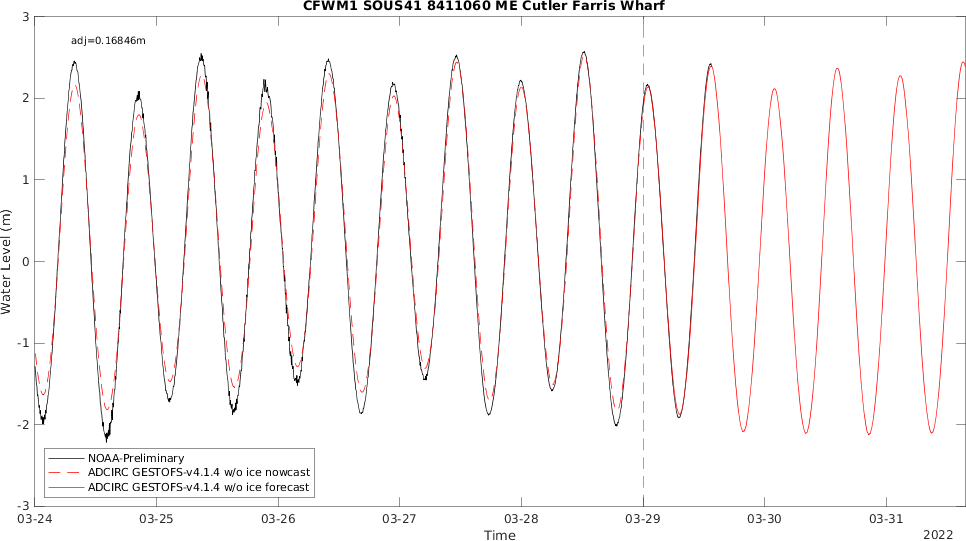 CFWM1 SOUS41 8411060 ME Cutler Farris Wharf
adj=0.16846m
3
2
1
0
-1
-2
-3
Water Level (m)
NOAA-Preliminary
ADCIRC GESTOFS-v4.1.4 w/o ice nowcast
ADCIRC GESTOFS-v4.1.4 w/o ice forecast
03-24 03-25 03-26 03-27 03-28 03-29 03-30 03-31
Time
2022